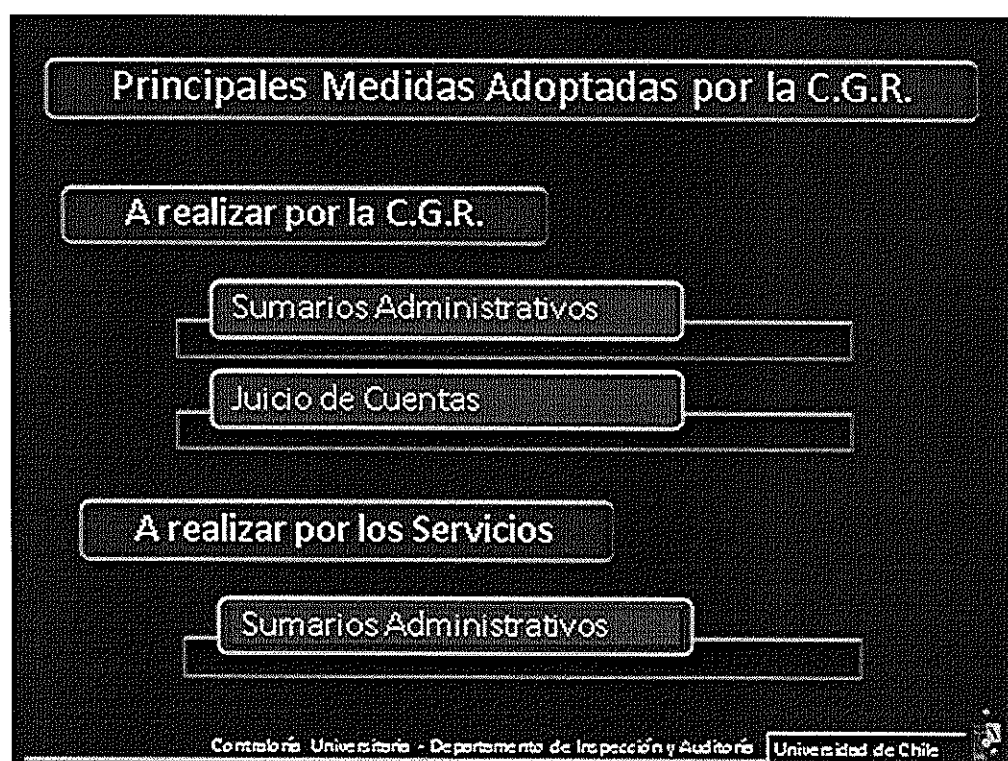 Principales Medidas Adoptadas por la C.G.R.
A realizar por la C.G.R.
Sumarios Administrativos
Juicio de Cuentas
A realizar por los Servicios
Sumarios Administrativos
Contraloría Universitaria - Departamento de Inspección y Auditoría Universidad de Chile